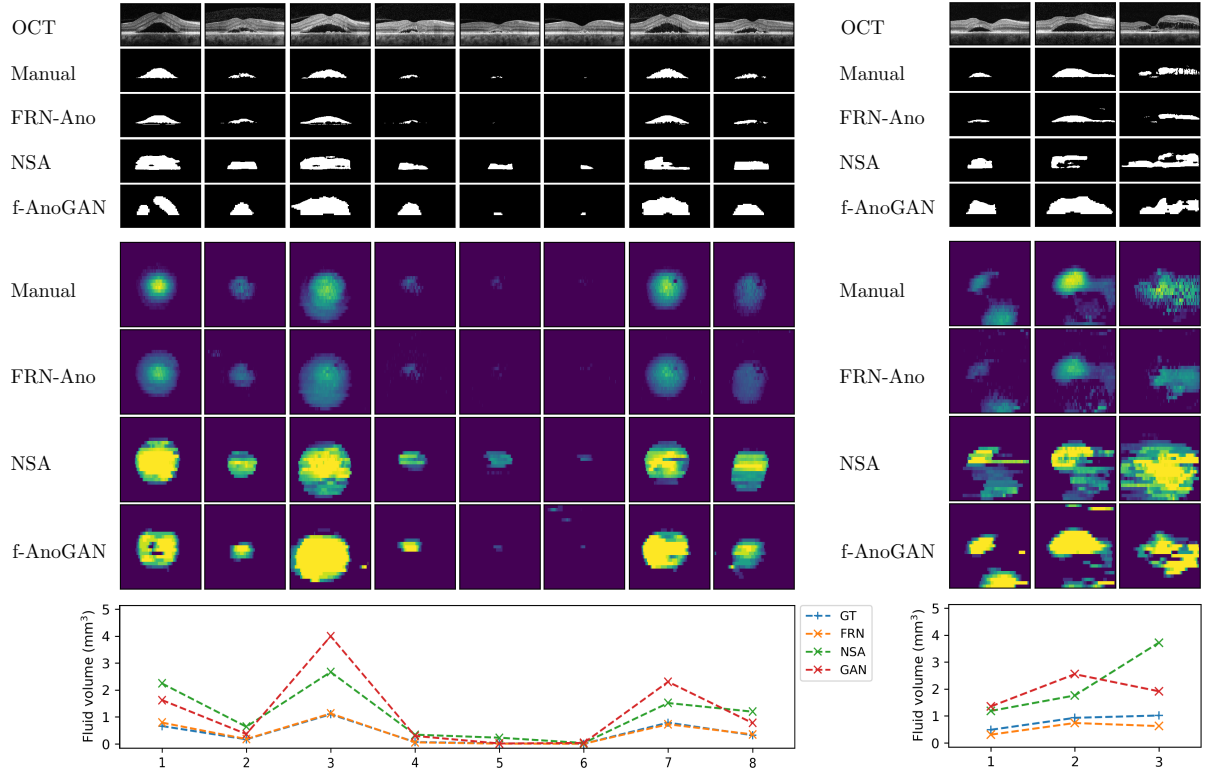 OCT
Manual
FRN-Ano
NSA
f-AnoGAN
Manual
FRN-Ano
NSA
f-AnoGAN
Fluid volume (mm³)
5
4
3
2
1
0
1 2 3 4 5 6 7 8
GT
FRN
NSA
GAN
OCT
Manual
FRN-Ano
NSA
f-AnoGAN
Manual
FRN-Ano
NSA
f-AnoGAN
Fluid volume (mm³)
5
4
3
2
1
0
1 2 3